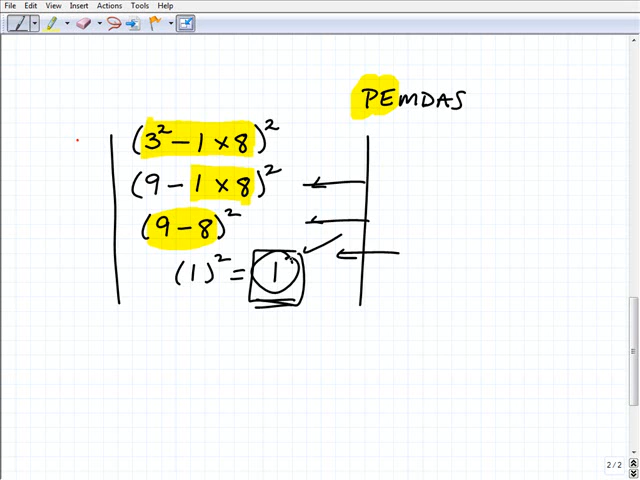 File Edit View Insert Actions Tools Help
PEMDAS
(3² − 1 × 8)²
(9 − 1 × 8)²
(9 − 8)²
(1)² = 1
2/2